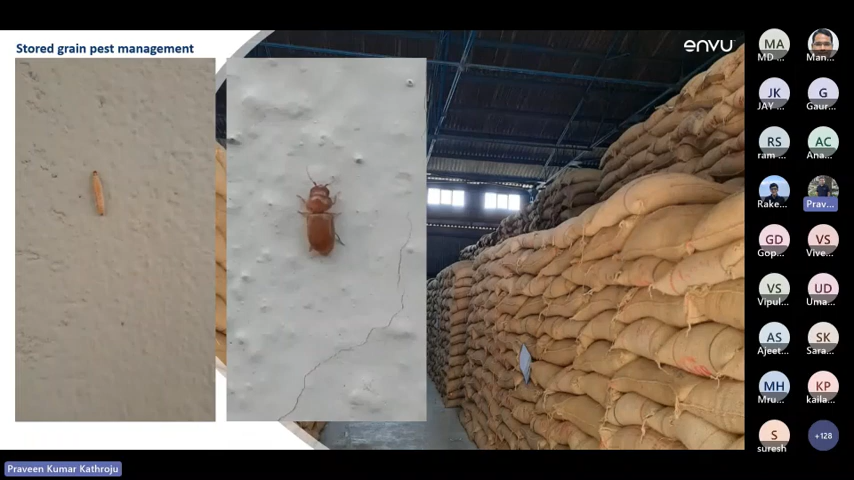 Stored grain pest management
envu
MA
MD ...
Man...
JK
JAY ...
G
Gaur...
RS
ram ...
AC
Ana...
Rake...
Prav...
GD
Gop...
VS
Vive...
VS
Vipul...
UD
Uma...
AS
Ajeet...
SK
Sara...
MH
Mru...
KP
kaila...
S
suresh
+128
Praveen Kumar Kathroju